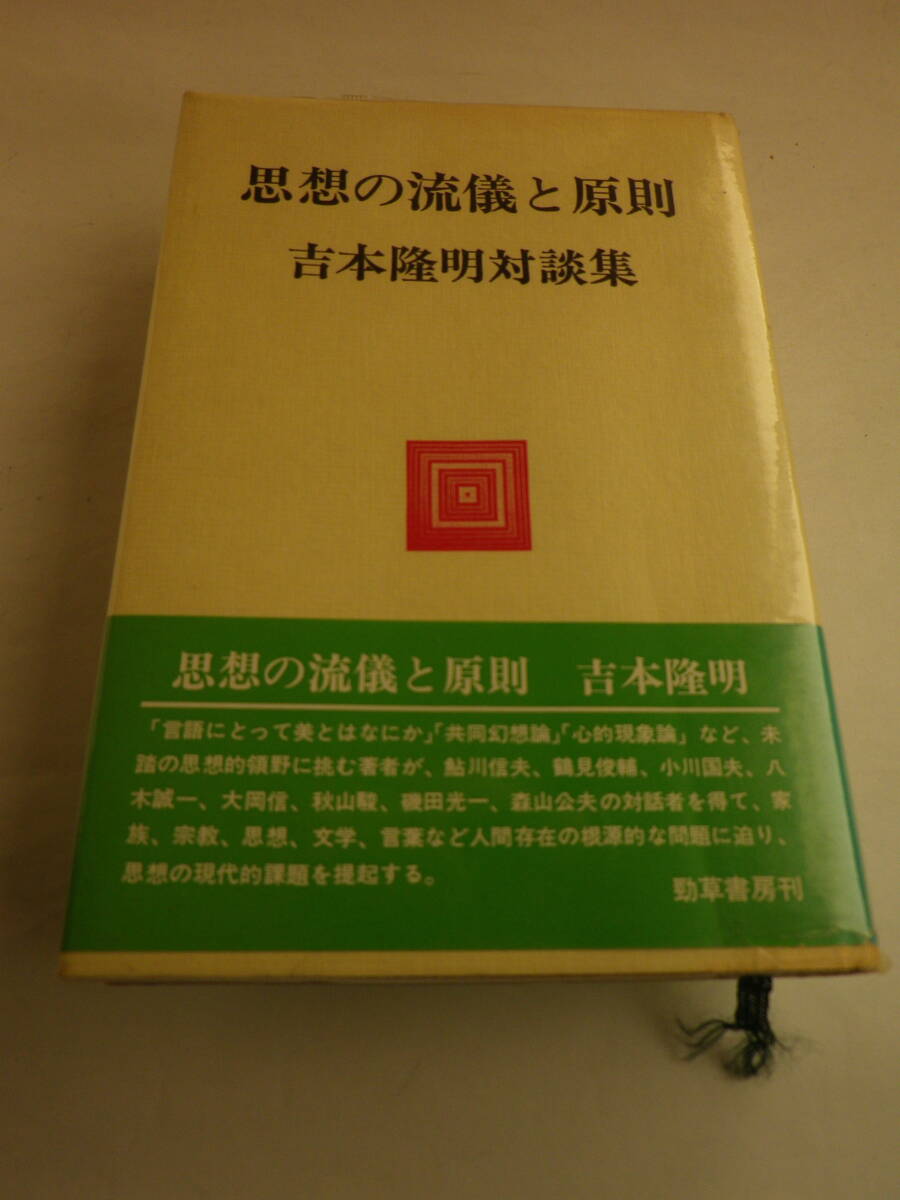 思想の流儀と原則
吉本隆明対談集
思想の流儀と原則　吉本隆明
「言語にとって美とはなにか」「共同幻想論」「心的現象論」など、未
踏の思想的領野に挑む著者が、鮎川信夫、鶴見俊輔、小川国夫、八
木誠一、大岡信、秋山駿、磯田光一、森山公夫の対話者を得て、家
族、宗教、思想、文学、言葉など人間存在の根源的な問題に迫り、
思想の現代的課題を提起する。
勁草書房刊